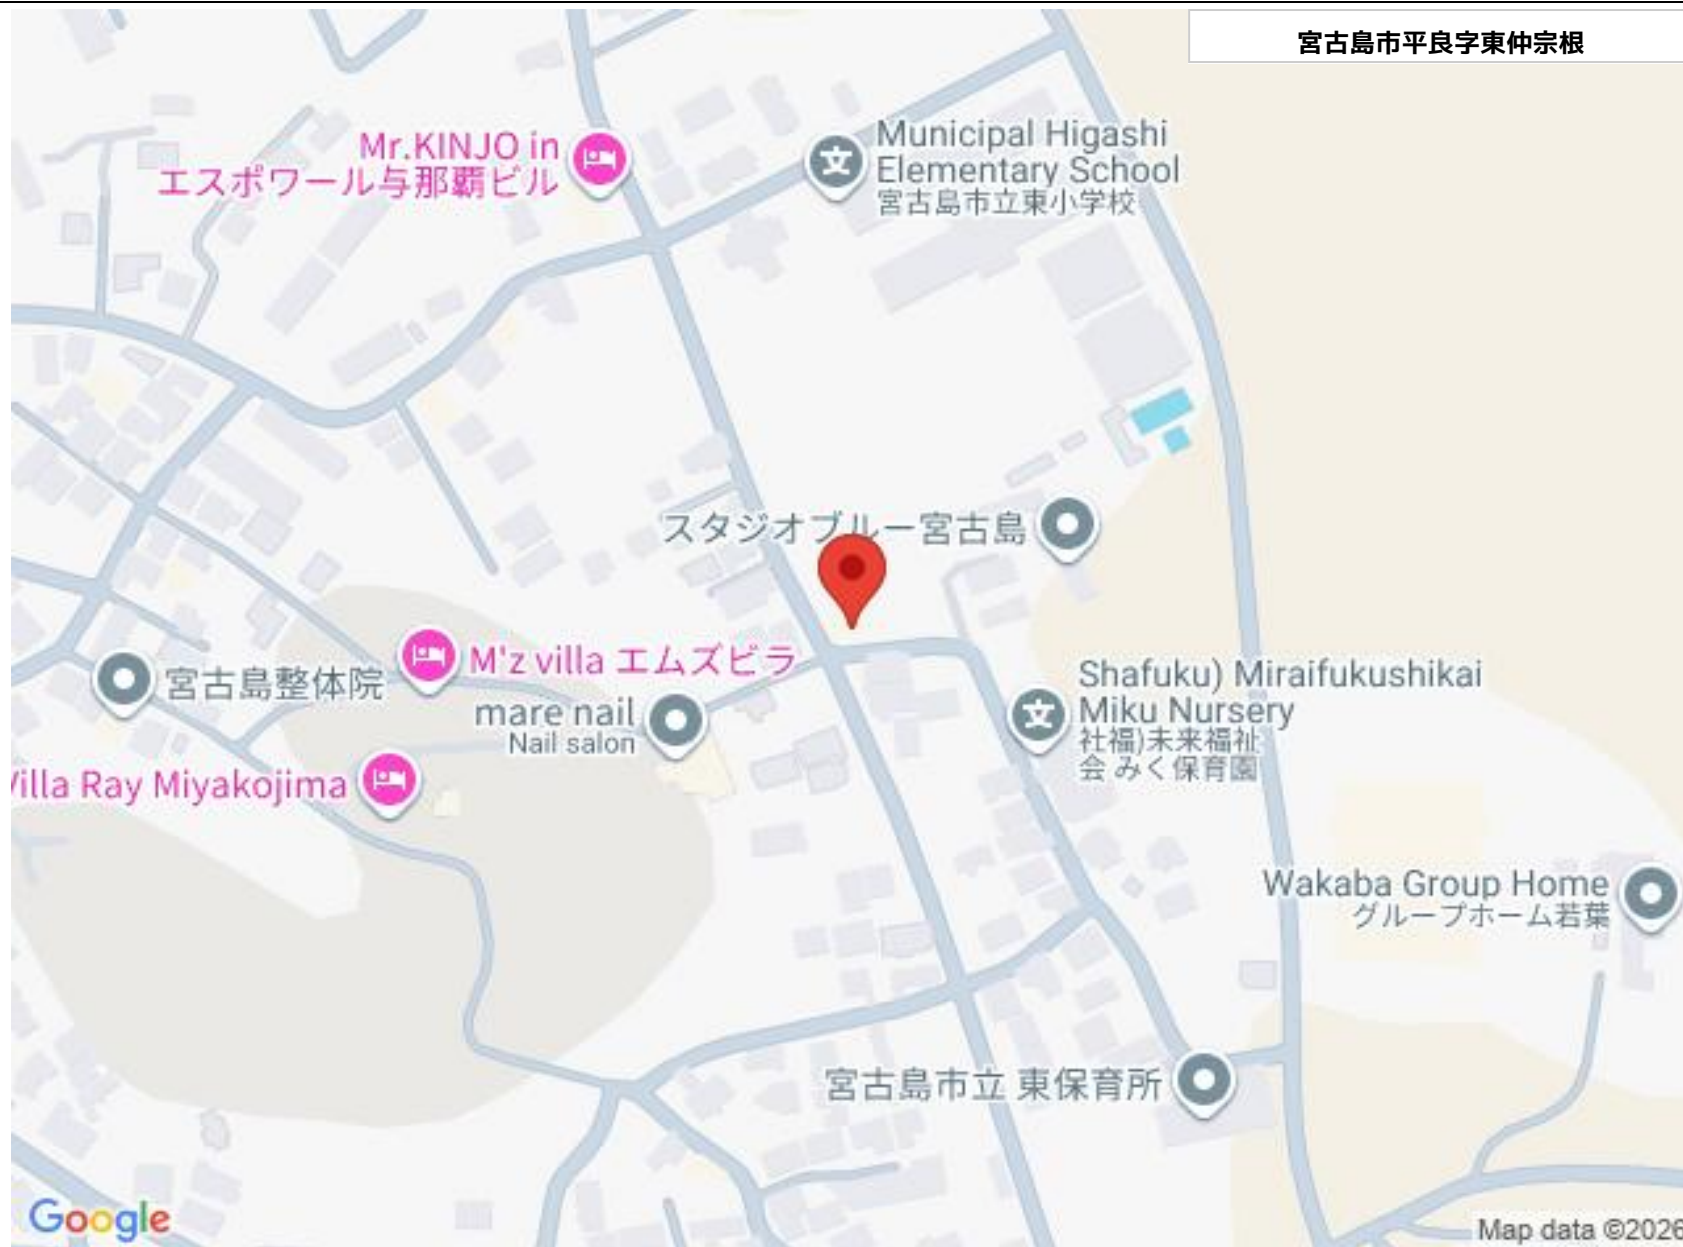 宮古島市平良字東仲宗根
Mr.KINJO in
エスポワール与那覇ビル
Municipal Higashi
Elementary School
宮古島市立東小学校
スタジオブルー宮古島
M'z villa エムズビラ
宮古島整体院
mare nail
Nail salon
Shafuku) Miraifukushikai
Miku Nursery
社福)未来福祉
会 みく保育園
Villa Ray Miyakojima
Wakaba Group Home
グループホーム若葉
宮古島市立 東保育所
Google
Map data ©2026